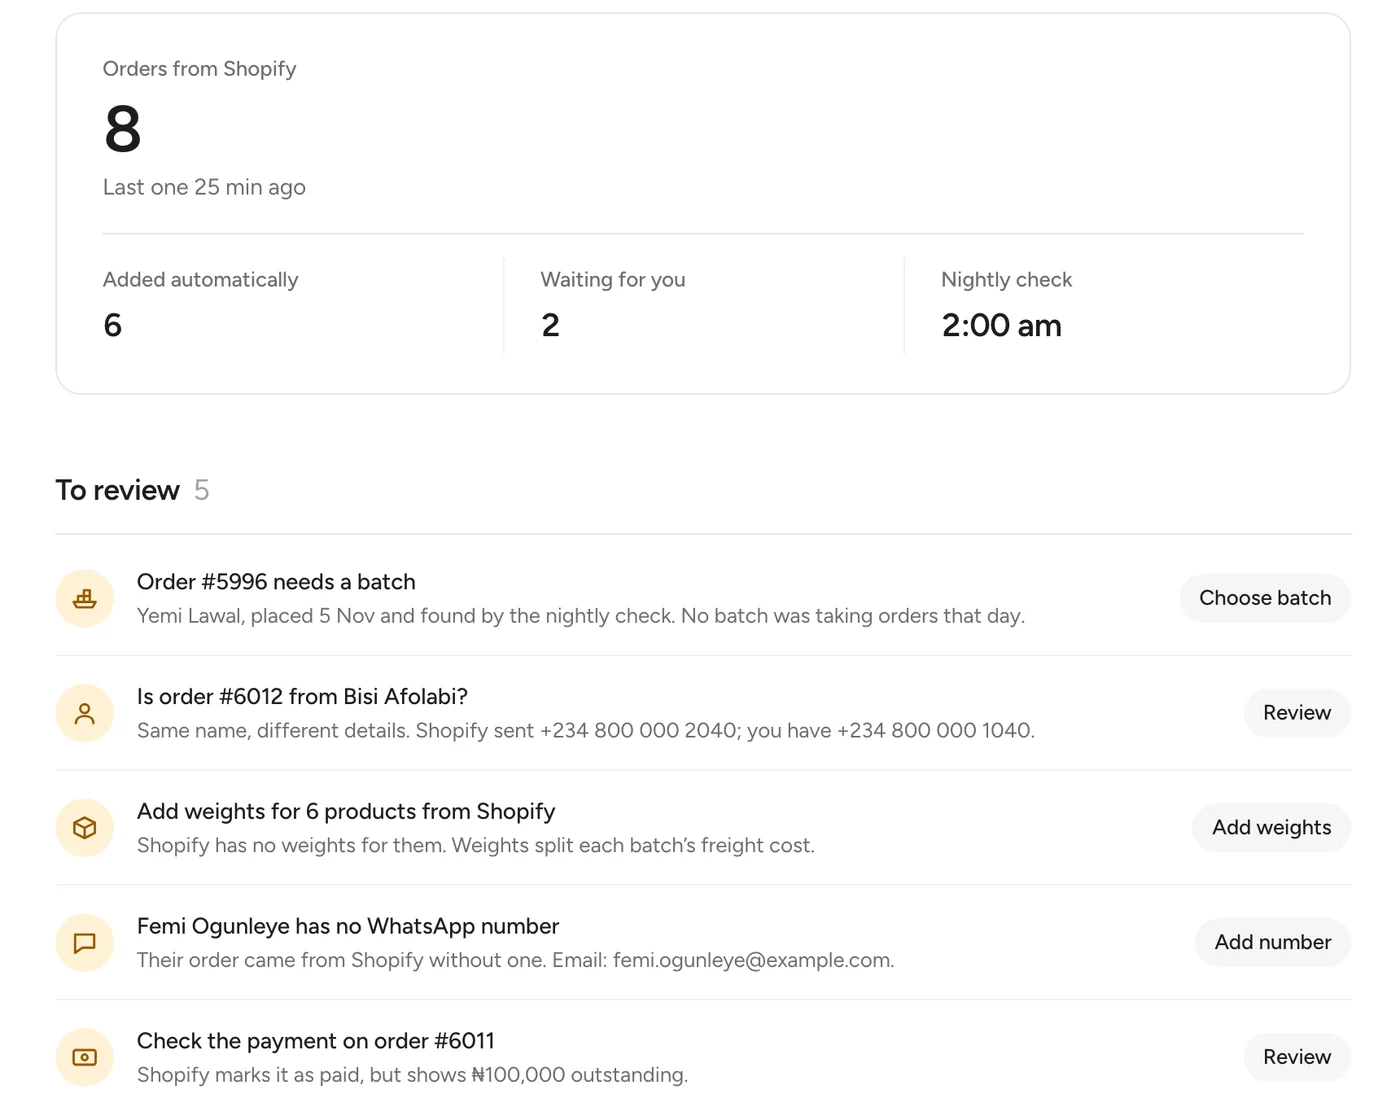 Orders from Shopify
8
Last one 25 min ago
Added automatically
6
Waiting for you
2
Nightly check
2:00 am
To review 5
Order #5996 needs a batch
Yemi Lawal, placed 5 Nov and found by the nightly check. No batch was taking orders that day.
Choose batch
Is order #6012 from Bisi Afolabi?
Same name, different details. Shopify sent +234 800 000 2040; you have +234 800 000 1040.
Review
Add weights for 6 products from Shopify
Shopify has no weights for them. Weights split each batch’s freight cost.
Add weights
Femi Ogunleye has no WhatsApp number
Their order came from Shopify without one. Email: femi.ogunleye@example.com.
Add number
Check the payment on order #6011
Shopify marks it as paid, but shows ₦100,000 outstanding.
Review